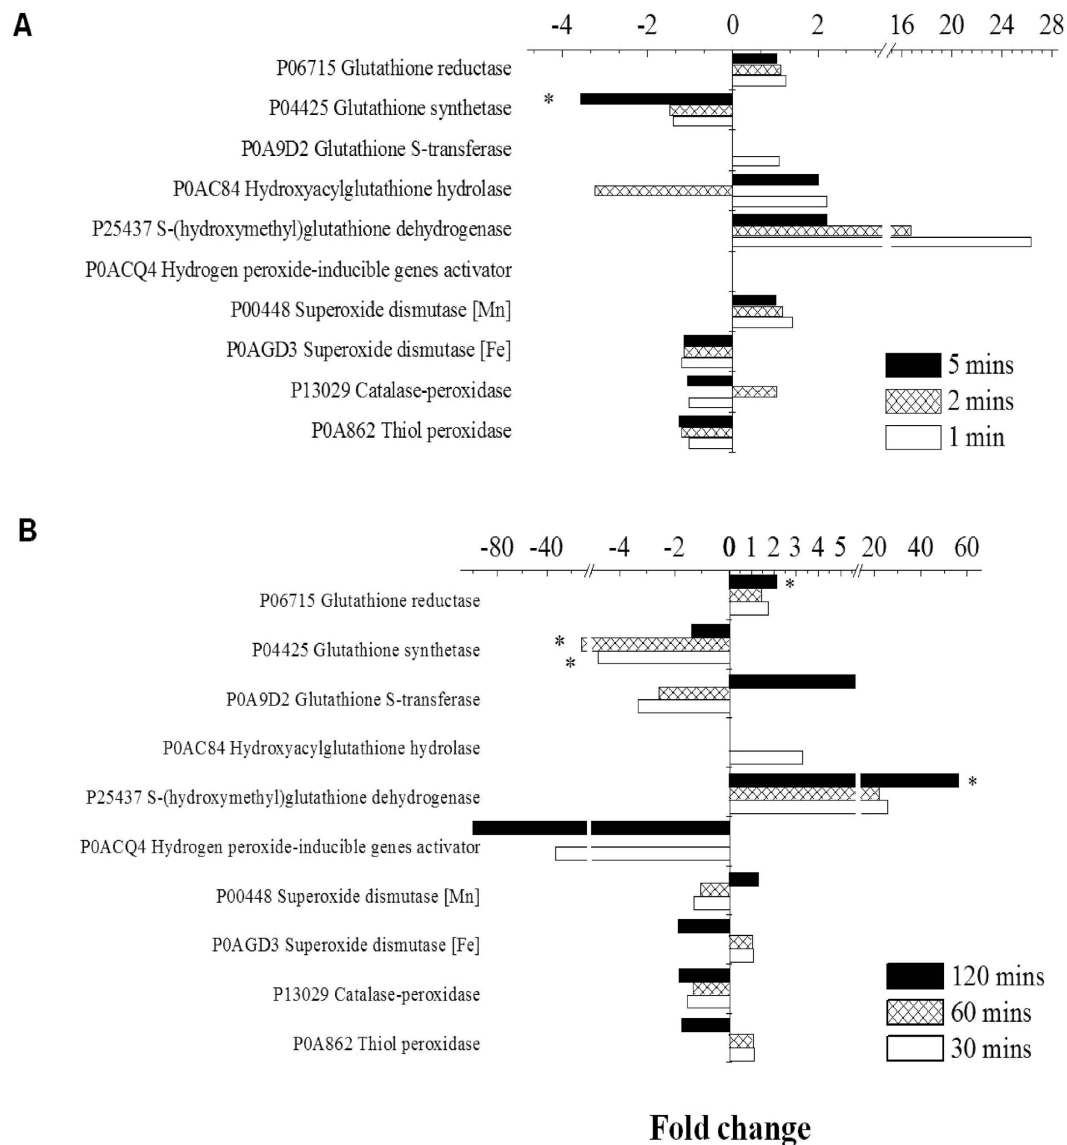 A
-4 -2 0 2 16 20 24 28
P06715 Glutathione reductase
* P04425 Glutathione synthetase
P0A9D2 Glutathione S-transferase
P0AC84 Hydroxyacylglutathione hydrolase
P25437 S-(hydroxymethyl)glutathione dehydrogenase
P0ACQ4 Hydrogen peroxide-inducible genes activator
P00448 Superoxide dismutase [Mn]
P0AGD3 Superoxide dismutase [Fe]
P13029 Catalase-peroxidase
P0A862 Thiol peroxidase
5 mins
2 mins
1 min
B
-80 -40 -4 -2 0 1 2 3 4 5 20 40 60
P06715 Glutathione reductase *
P04425 Glutathione synthetase *
*
P0A9D2 Glutathione S-transferase
P0AC84 Hydroxyacylglutathione hydrolase
P25437 S-(hydroxymethyl)glutathione dehydrogenase *
P0ACQ4 Hydrogen peroxide-inducible genes activator
P00448 Superoxide dismutase [Mn]
P0AGD3 Superoxide dismutase [Fe]
P13029 Catalase-peroxidase
P0A862 Thiol peroxidase
120 mins
60 mins
30 mins
Fold change